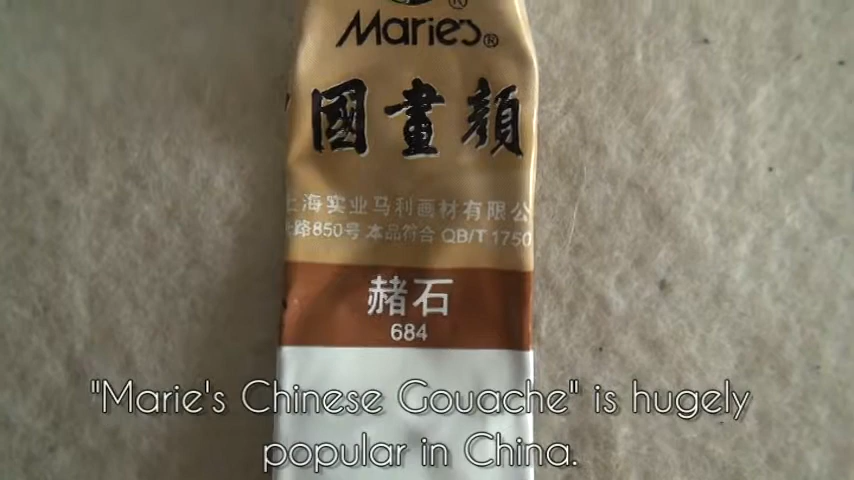 Marie's®
國畫顏
上海实业马利画材有限公
路850号 本品符合 QB/T 1750
赭石
684
"Marie's Chinese Gouache" is hugely
popular in China.